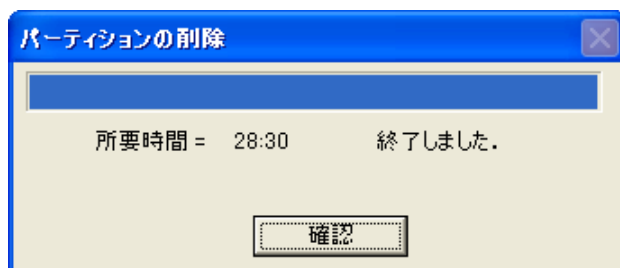 パーティションの削除
所要時間 = 28:30 終了しました.
確認